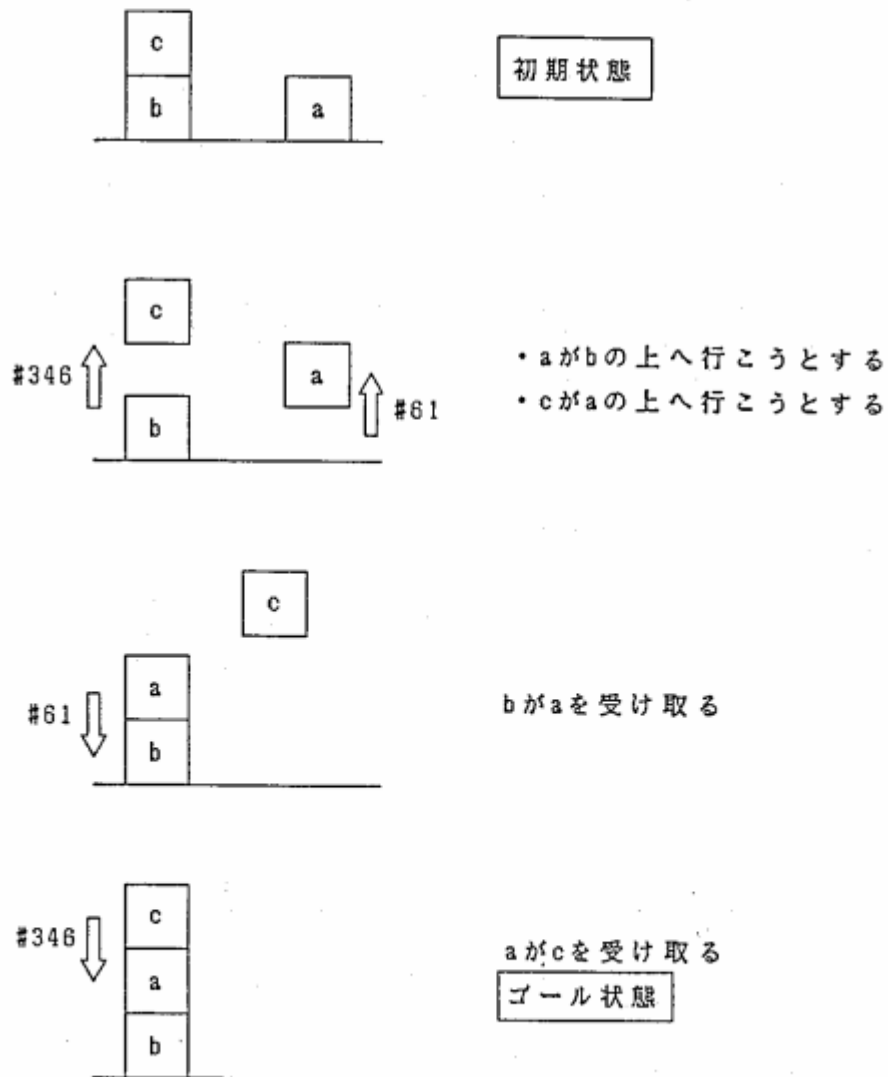 c
初期状態
b
a
c
#346
a
・aがbの上へ行こうとする
#61
・cがaの上へ行こうとする
b
c
a
#61
bがaを受け取る
b
c
#346
aがcを受け取る
a
ゴール状態
b